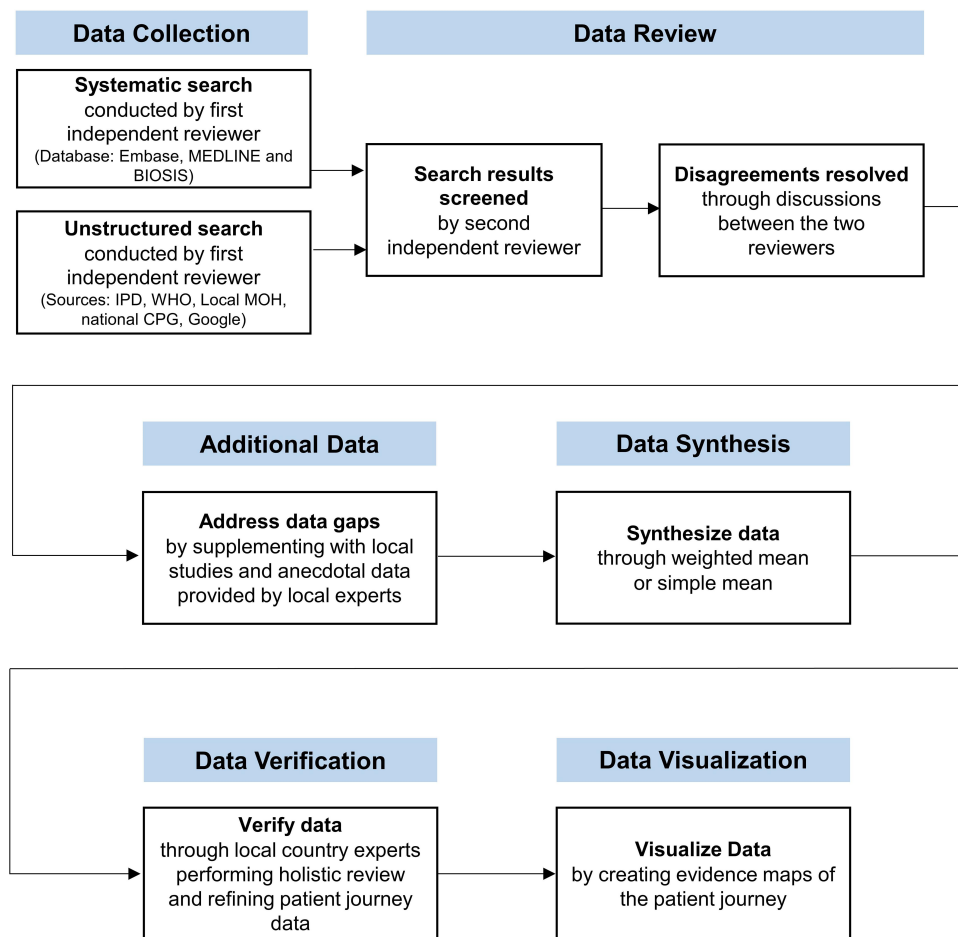 Data Collection
Data Review
Systematic search
conducted by first
independent reviewer
(Database: Embase, MEDLINE and
BIOSIS)
Unstructured search
conducted by first
independent reviewer
(Sources: IPD, WHO, Local MOH,
national CPG, Google)
Search results
screened
by second
independent reviewer
Disagreements resolved
through discussions
between the two
reviewers
Additional Data
Data Synthesis
Address data gaps
by supplementing with local
studies and anecdotal data
provided by local experts
Synthesize data
through weighted mean
or simple mean
Data Verification
Data Visualization
Verify data
through local country experts
performing holistic review
and refining patient journey
data
Visualize Data
by creating evidence maps of
the patient journey